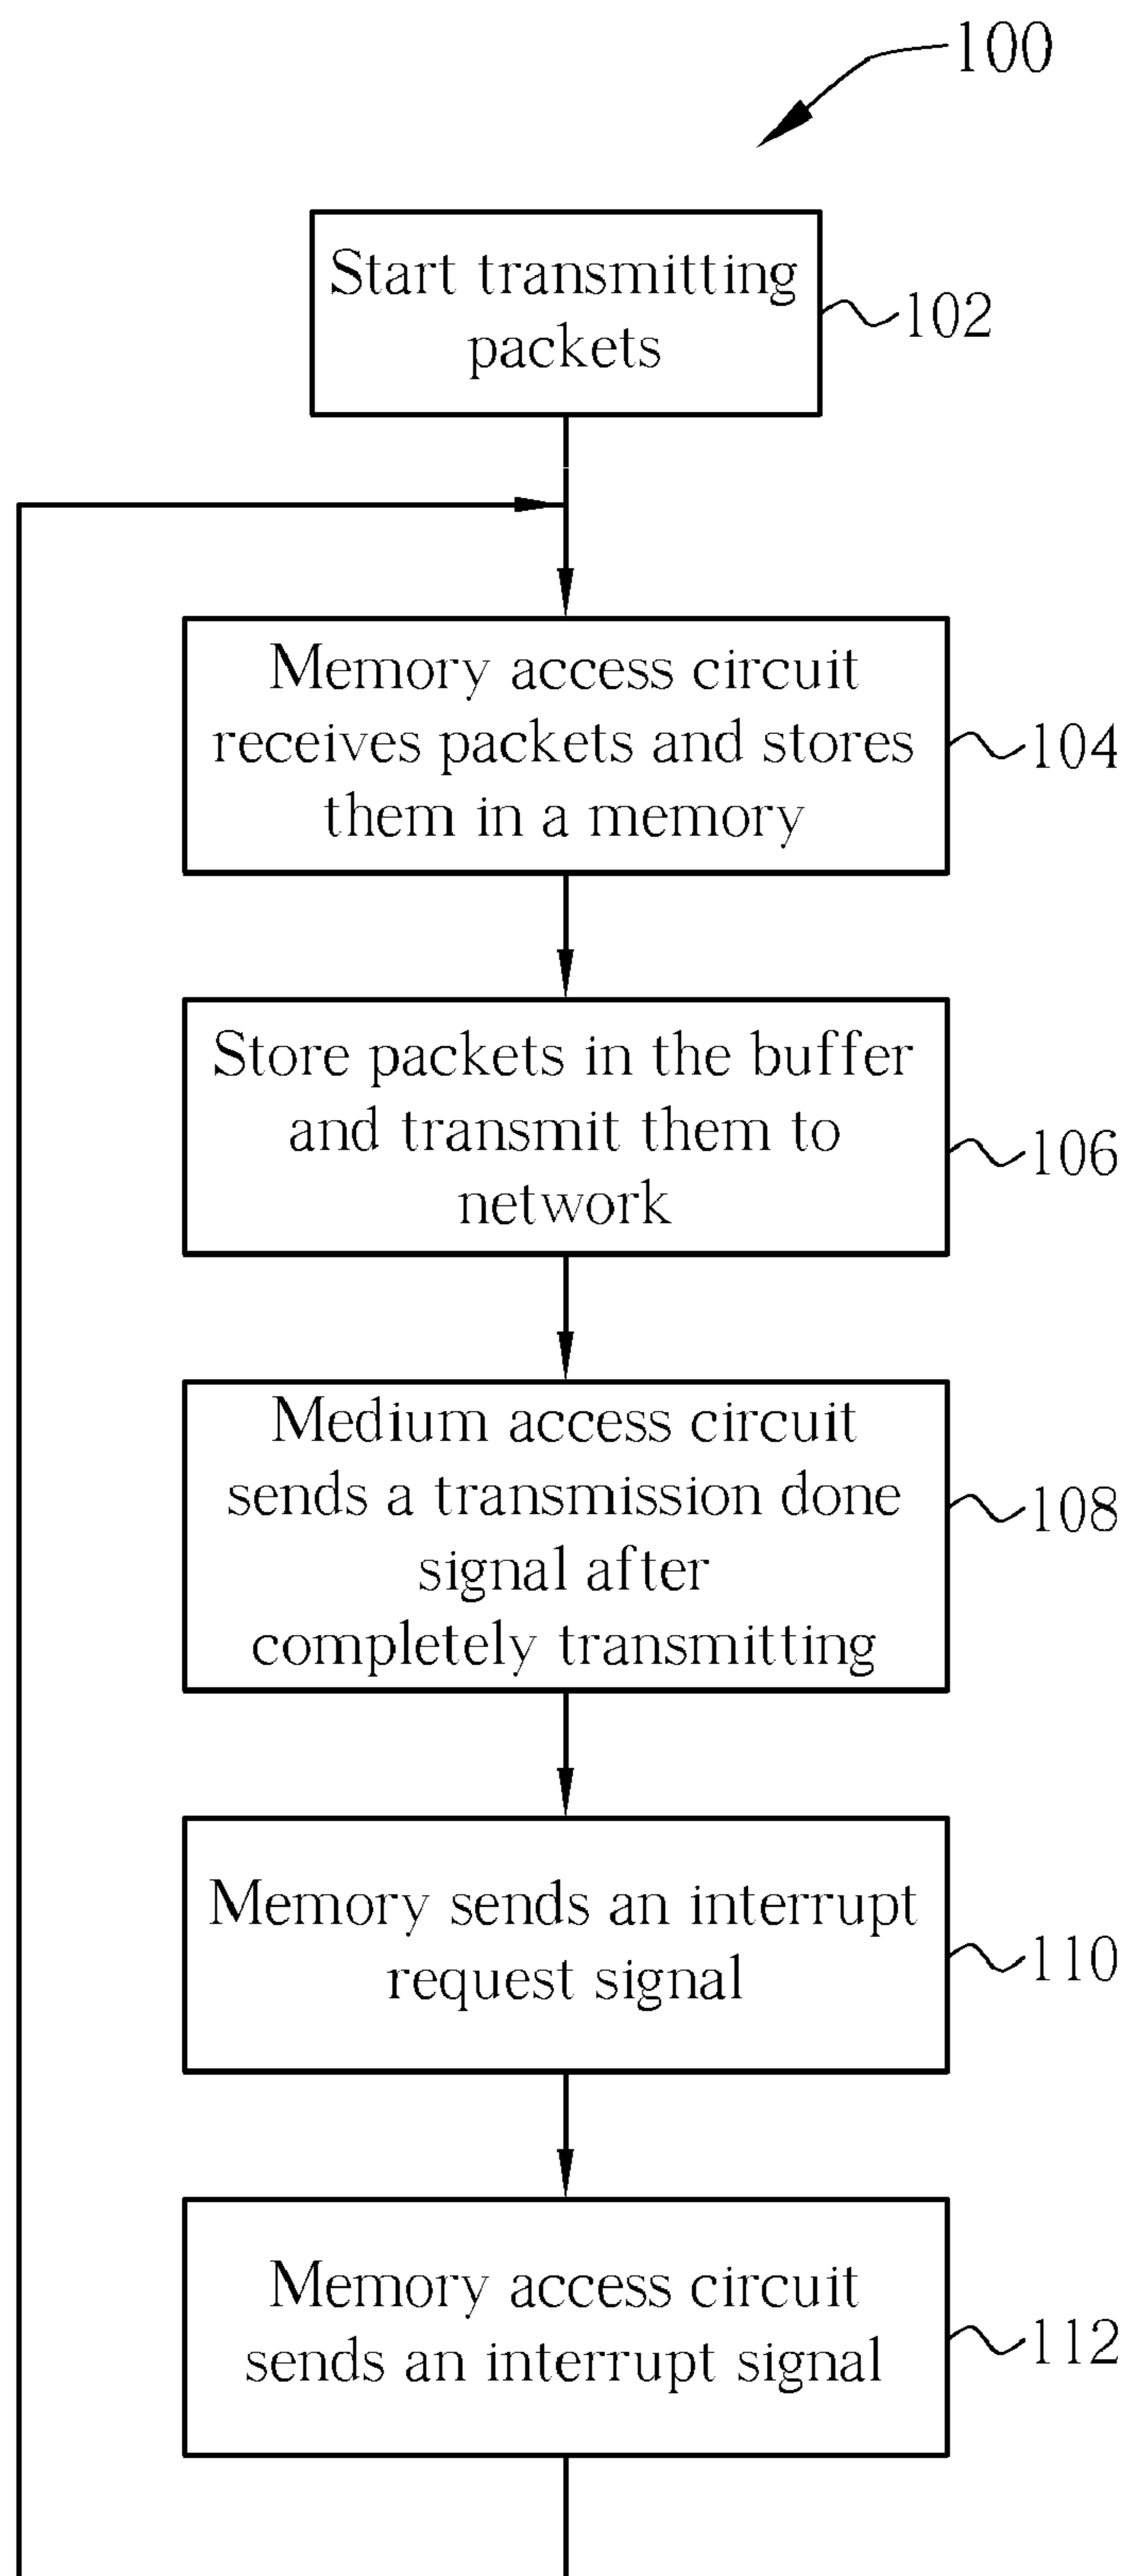 100
Start transmitting
packets
102
Memory access circuit
receives packets and stores
them in a memory
104
Store packets in the buffer
and transmit them to
network
106
Medium access circuit
sends a transmission done
signal after
completely transmitting
108
Memory sends an interrupt
request signal
110
Memory access circuit
sends an interrupt signal
112